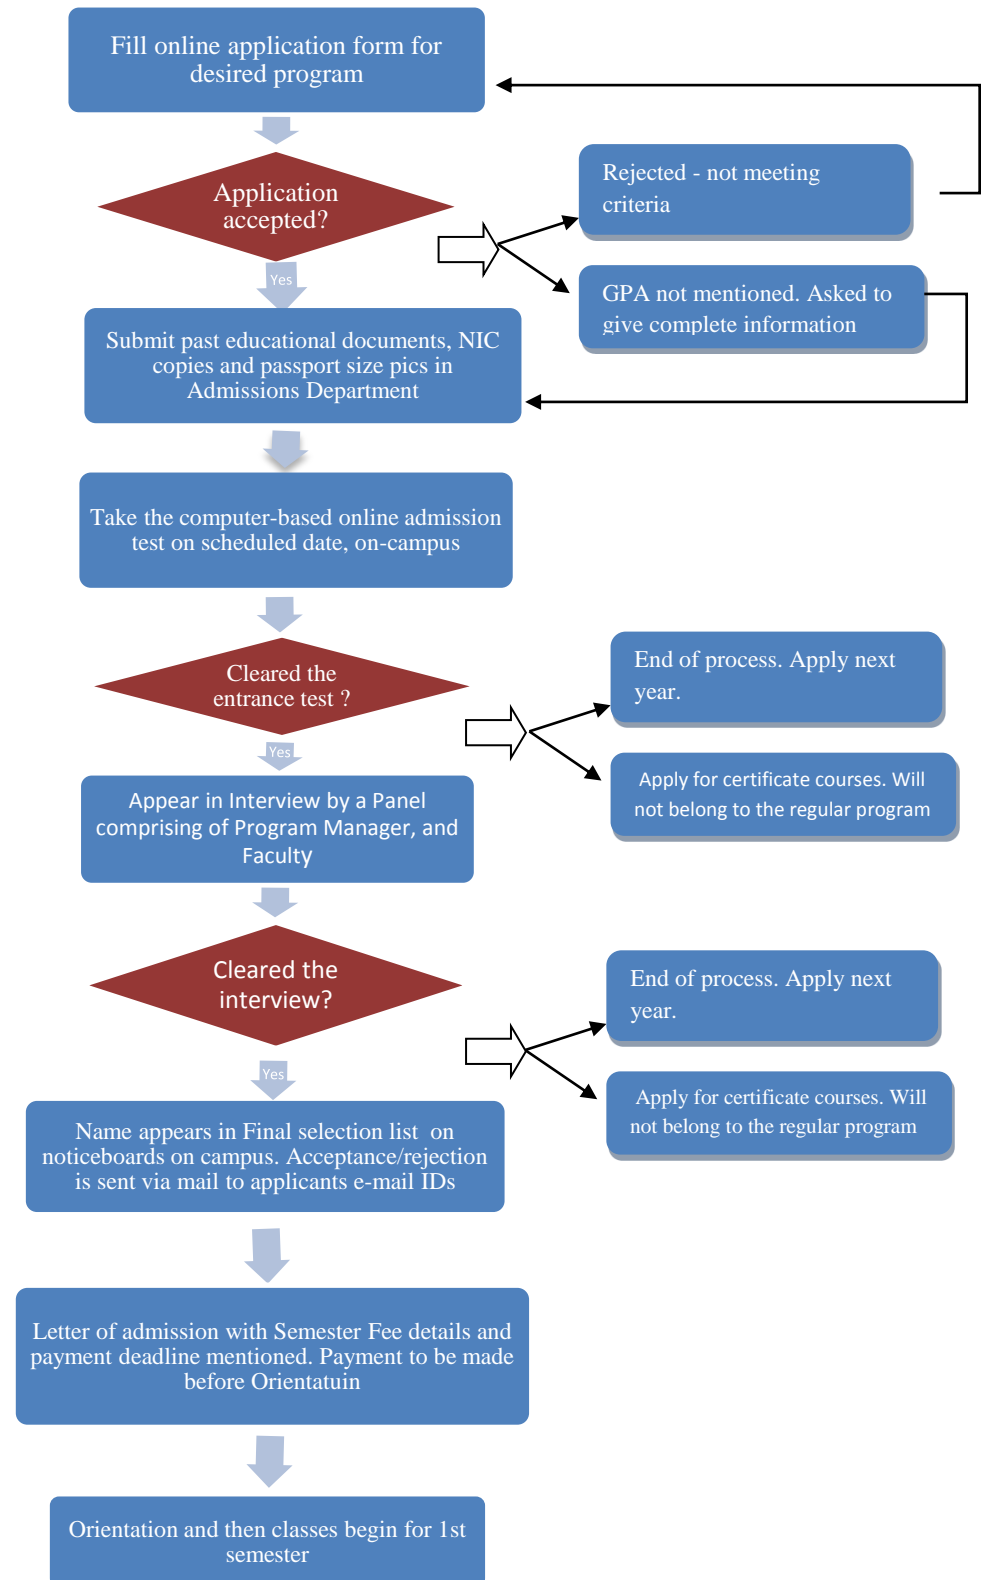 Fill online application form for
desired program
Application
accepted?
Rejected - not meeting
criteria
Yes
GPA not mentioned. Asked to
give complete information
Submit past educational documents, NIC
copies and passport size pics in
Admissions Department
Take the computer-based online admission
test on scheduled date, on-campus
Cleared the
entrance test ?
End of process. Apply next
year.
Yes
Apply for certificate courses. Will
not belong to the regular program
Appear in Interview by a Panel
comprising of Program Manager, and
Faculty
Cleared the
interview?
End of process. Apply next
year.
Yes
Apply for certificate courses. Will
not belong to the regular program
Name appears in Final selection list on
noticeboards on campus. Acceptance/rejection
is sent via mail to applicants e-mail IDs
Letter of admission with Semester Fee details and
payment deadline mentioned. Payment to be made
before Orientatuin
Orientation and then classes begin for 1st
semester